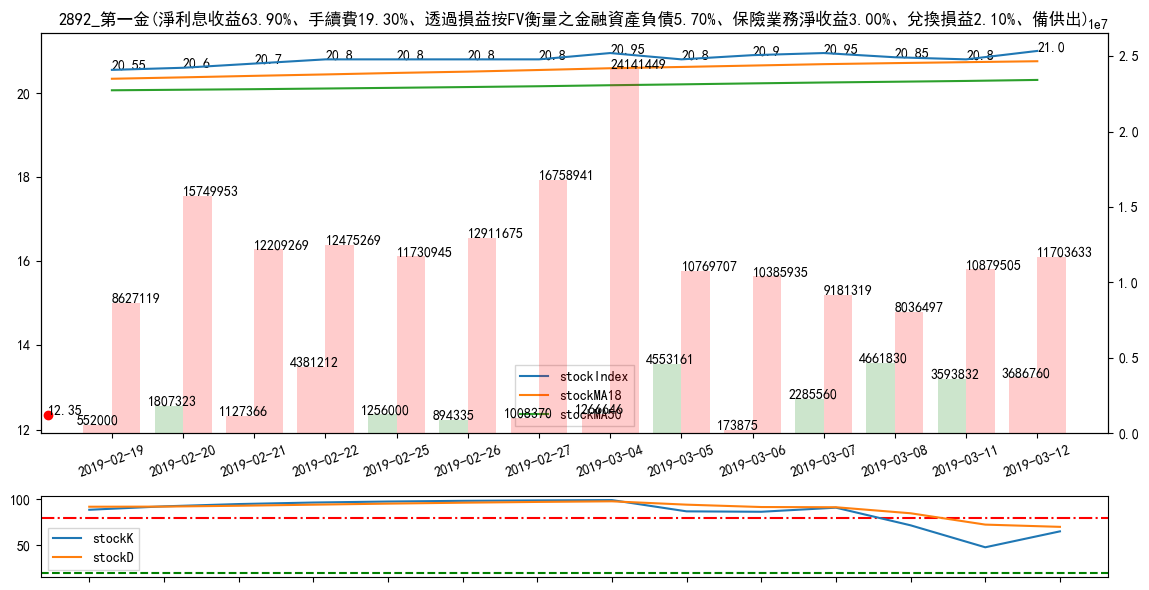 2892_第一金(淨利息收益63.90%、手續費19.30%、透過損益按FV衡量之金融資產負債5.70%、保險業務淨收益3.00%、兌換損益2.10%、備供出)
1e7
20.55 20.6 20.7 20.8 20.8 20.8 20.8 20.95 20.8 20.9 20.95 20.85 20.8 21.0
20
18
16
14
12
2.5
2.0
1.5
1.0
0.5
0.0
8627119 15749953 12209269 12475269 11730945 12911675 16758941 24141449 10769707 10385935 9181319 8036497 10879505 11703633
12.35
552000 1807323 1127366 4381212 1256000 894335 1008370 1266646 4553161 173875 2285560 4661830 3593832 3686760
stockIndex
stockMA18
stockMA50
2019-02-19 2019-02-20 2019-02-21 2019-02-22 2019-02-25 2019-02-26 2019-02-27 2019-03-04 2019-03-05 2019-03-06 2019-03-07 2019-03-08 2019-03-11 2019-03-12
100
50
stockK
stockD